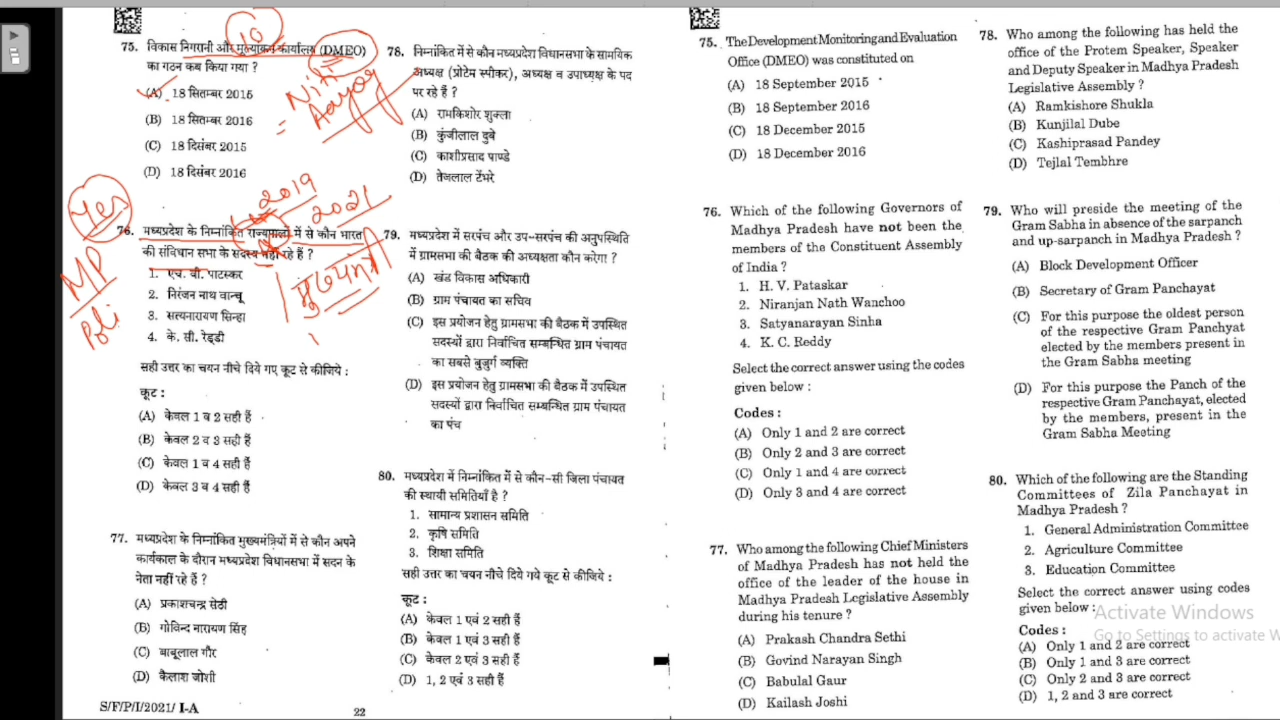 75. विकास निगरानी और मूल्यांकन कार्यालय (DMEO)
का गठन कब किया गया ?
(A) 18 सितम्बर 2015
(B) 18 सितम्बर 2016
(C) 18 दिसंबर 2015
(D) 18 दिसंबर 2016
10
Niti
= Aayog
2019
2021
Yes
MP
Poli
मुख्यमंत्री
76. मध्यप्रदेश के निम्नांकित राज्यपालों में से कौन भारत
की संविधान सभा के सदस्य नहीं रहे हैं ?
1. एच. वी. पाटस्कर
2. निरंजन नाथ वान्चू
3. सत्यनारायण सिन्हा
4. के. सी. रेड्डी
सही उत्तर का चयन नीचे दिये गए कूट से कीजिये :
कूट :
(A) केवल 1 व 2 सही हैं
(B) केवल 2 व 3 सही हैं
(C) केवल 1 व 4 सही हैं
(D) केवल 3 व 4 सही हैं
77. मध्यप्रदेश के निम्नांकित मुख्यमंत्रियों में से कौन अपने
कार्यकाल के दौरान मध्यप्रदेश विधानसभा में सदन के
नेता नहीं रहे हैं ?
(A) प्रकाशचन्द्र सेठी
(B) गोविन्द नारायण सिंह
(C) बाबूलाल गौर
(D) कैलाश जोशी
S/F/P/I/2021/ I-A
22
78. निम्नांकित में से कौन मध्यप्रदेश विधानसभा के सामयिक
अध्यक्ष (प्रोटेम स्पीकर), अध्यक्ष व उपाध्यक्ष के पद
पर रहे हैं ?
(A) रामकिशोर शुक्ला
(B) कुंजीलाल दुबे
(C) काशीप्रसाद पाण्डे
(D) तेजलाल टेंभरे
79. मध्यप्रदेश में सरपंच और उप-सरपंच की अनुपस्थिति
में ग्रामसभा की बैठक की अध्यक्षता कौन करेगा ?
(A) खंड विकास अधिकारी
(B) ग्राम पंचायत का सचिव
(C) इस प्रयोजन हेतु ग्रामसभा की बैठक में उपस्थित
सदस्यों द्वारा निर्वाचित सम्बन्धित ग्राम पंचायत
का सबसे बुजुर्ग व्यक्ति
(D) इस प्रयोजन हेतु ग्रामसभा की बैठक में उपस्थित
सदस्यों द्वारा निर्वाचित सम्बन्धित ग्राम पंचायत
का पंच
80. मध्यप्रदेश में निम्नांकित में से कौन-सी जिला पंचायत
की स्थायी समितियाँ है ?
1. सामान्य प्रशासन समिति
2. कृषि समिति
3. शिक्षा समिति
सही उत्तर का चयन नीचे दिये गये कूट से कीजिये :
कूट :
(A) केवल 1 एवं 2 सही हैं
(B) केवल 1 एवं 3 सही हैं
(C) केवल 2 एवं 3 सही हैं
(D) 1, 2 एवं 3 सही हैं
75. The Development Monitoring and Evaluation
Office (DMEO) was constituted on
(A) 18 September 2015
(B) 18 September 2016
(C) 18 December 2015
(D) 18 December 2016
76. Which of the following Governors of
Madhya Pradesh have not been the
members of the Constituent Assembly
of India ?
1. H. V. Pataskar
2. Niranjan Nath Wanchoo
3. Satyanarayan Sinha
4. K. C. Reddy
Select the correct answer using the codes
given below :
Codes :
(A) Only 1 and 2 are correct
(B) Only 2 and 3 are correct
(C) Only 1 and 4 are correct
(D) Only 3 and 4 are correct
77. Who among the following Chief Ministers
of Madhya Pradesh has not held the
office of the leader of the house in
Madhya Pradesh Legislative Assembly
during his tenure ?
(A) Prakash Chandra Sethi
(B) Govind Narayan Singh
(C) Babulal Gaur
(D) Kailash Joshi
78. Who among the following has held the
office of the Protem Speaker, Speaker
and Deputy Speaker in Madhya Pradesh
Legislative Assembly ?
(A) Ramkishore Shukla
(B) Kunjilal Dube
(C) Kashiprasad Pandey
(D) Tejlal Tembhre
79. Who will preside the meeting of the
Gram Sabha in absence of the sarpanch
and up-sarpanch in Madhya Pradesh ?
(A) Block Development Officer
(B) Secretary of Gram Panchayat
(C) For this purpose the oldest person
of the respective Gram Panchyat
elected by the members present in
the Gram Sabha meeting
(D) For this purpose the Panch of the
respective Gram Panchayat, elected
by the members, present in the
Gram Sabha Meeting
80. Which of the following are the Standing
Committees of Zila Panchayat in
Madhya Pradesh ?
1. General Administration Committee
2. Agriculture Committee
3. Education Committee
Select the correct answer using codes
given below :
Codes :
(A) Only 1 and 2 are correct
(B) Only 1 and 3 are correct
(C) Only 2 and 3 are correct
(D) 1, 2 and 3 are correct
Activate Windows
Go to Settings to activate W